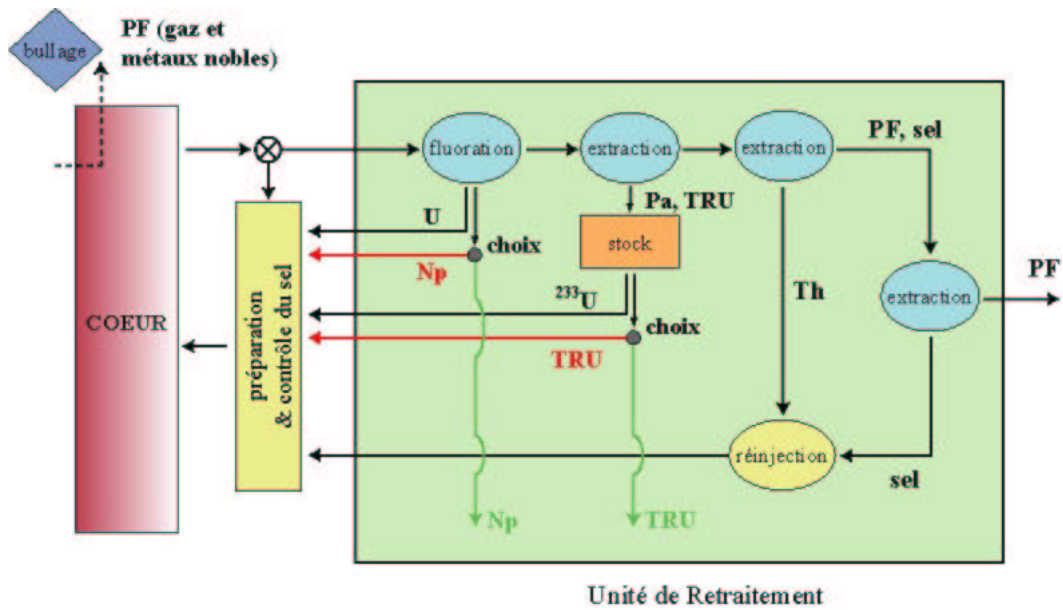 bullage
PF (gaz et
métaux nobles)
COEUR
préparation
& contrôle du sel
fluoration
extraction
extraction
PF, sel
U
choix
Np
Pa, TRU
stock
²³³U
choix
TRU
Th
extraction
PF
réinjection
sel
Np
TRU
Unité de Retraitement